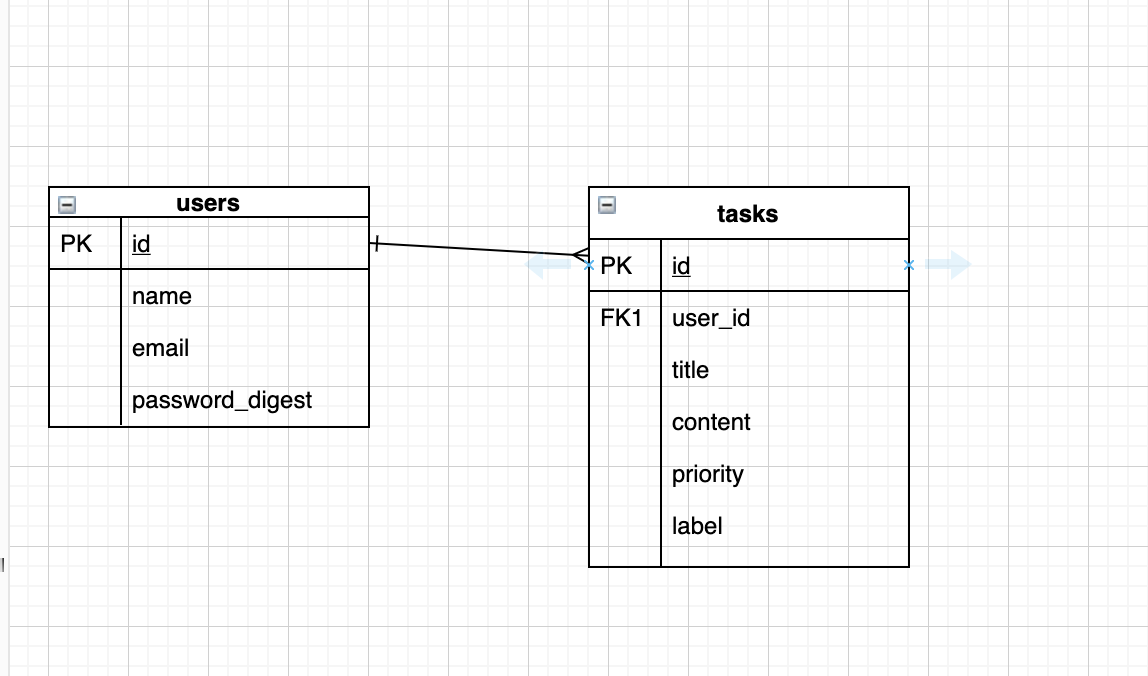 users
PK id
name
email
password_digest
tasks
PK id
FK1 user_id
title
content
priority
label